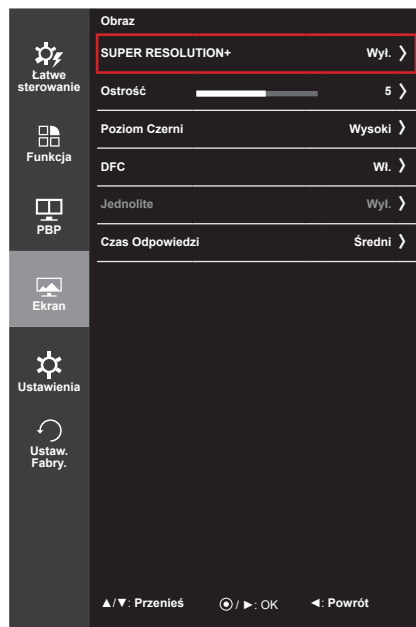 Obraz
Łatwe
sterowanie
Funkcja
PBP
Ekran
Ustawienia
Ustaw.
Fabry.
SUPER RESOLUTION+ Wył. ❯
Ostrość 5 ❯
Poziom Czerni Wysoki ❯
DFC Wł. ❯
Jednolite Wył. ❯
Czas Odpowiedzi Średni ❯
▲/▼: Przenieś ⦿ / ►: OK ◄: Powrót